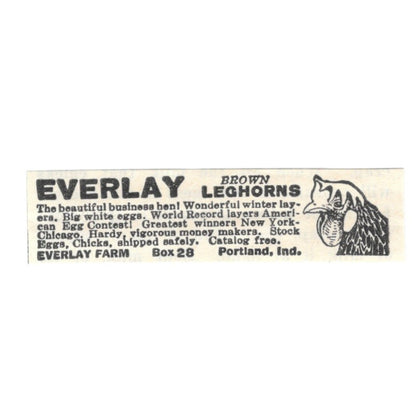 EVERLAY BROWN LEGHORNS
The beautiful business hen! Wonderful winter lay-
ers. Big white eggs. World Record layers Ameri-
can Egg Contest! Greatest winners New York-
Chicago. Hardy, vigorous money makers. Stock
Eggs, Chicks, shipped safely. Catalog free.
EVERLAY FARM Box 28 Portland, Ind.